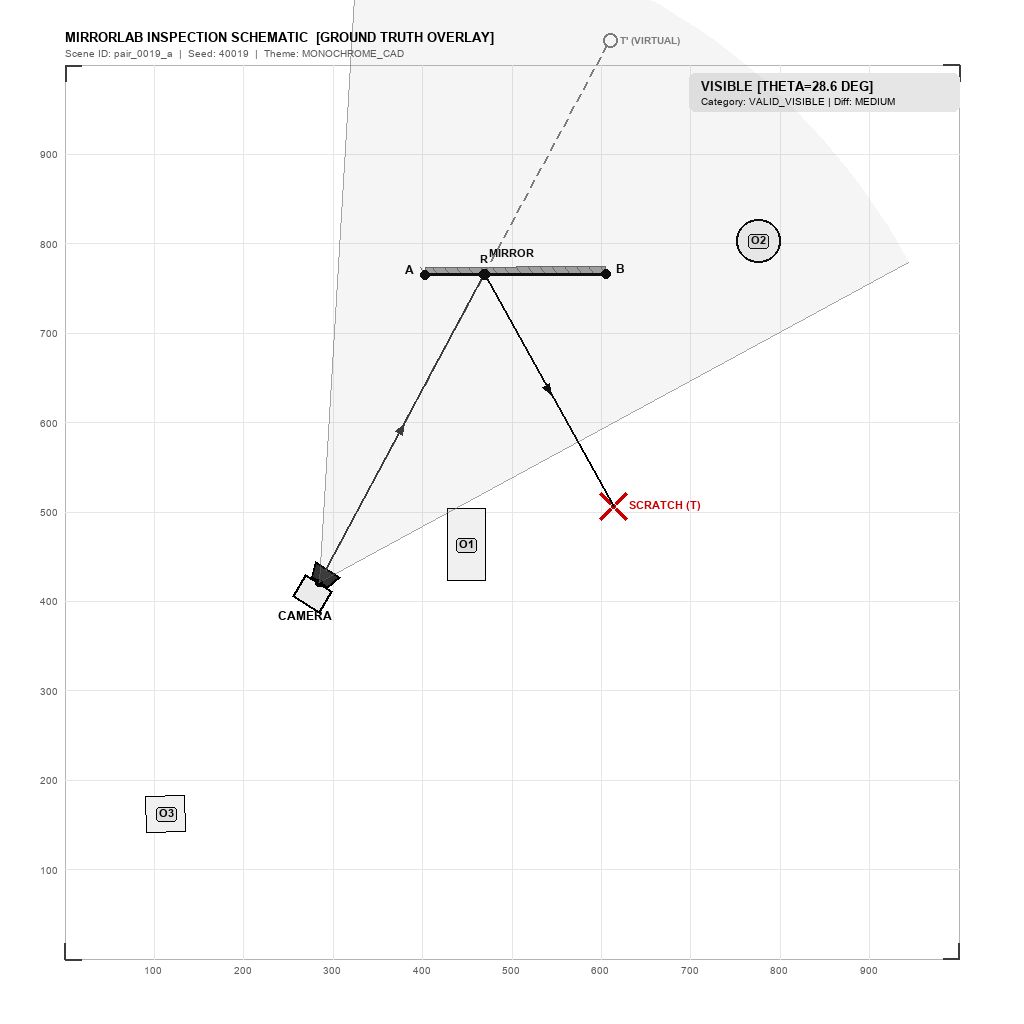 MIRRORLAB INSPECTION SCHEMATIC  [GROUND TRUTH OVERLAY]
Scene ID: pair_0019_a  |  Seed: 40019  |  Theme: MONOCHROME_CAD
T' (VIRTUAL)
VISIBLE [THETA=28.6 DEG]
Category: VALID_VISIBLE | Diff: MEDIUM
900
800
O2
MIRROR
R
A
B
700
600
500
SCRATCH (T)
O1
400
CAMERA
300
200
O3
100
100 200 300 400 500 600 700 800 900